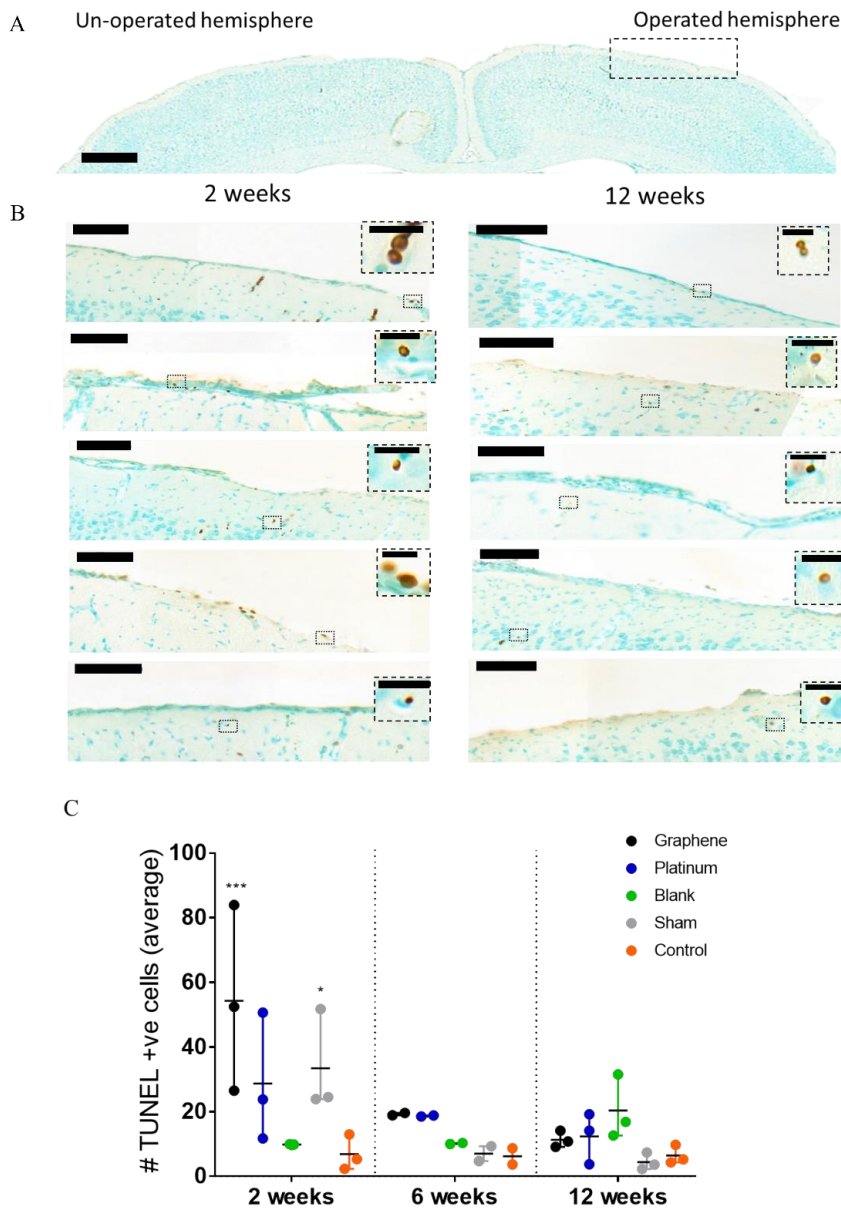 A
Un-operated hemisphere
Operated hemisphere
B
2 weeks
12 weeks
C
# TUNEL +ve cells (average)
100
80
60
40
20
0
***
*
Graphene
Platinum
Blank
Sham
Control
2 weeks
6 weeks
12 weeks